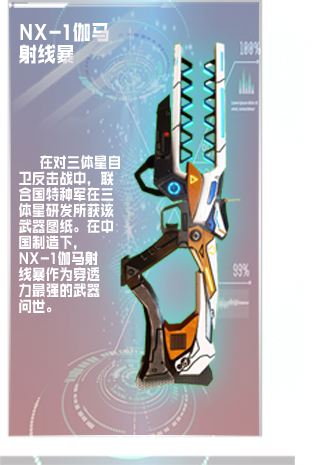 NX-1伽马
射线暴
100%
在对三体星自
卫反击战中，联
合国特种军在三
体星研发所获该
武器图纸。在中
国制造下，
NX-1伽马射
线暴作为穿透
力最强的武器
问世。
99%